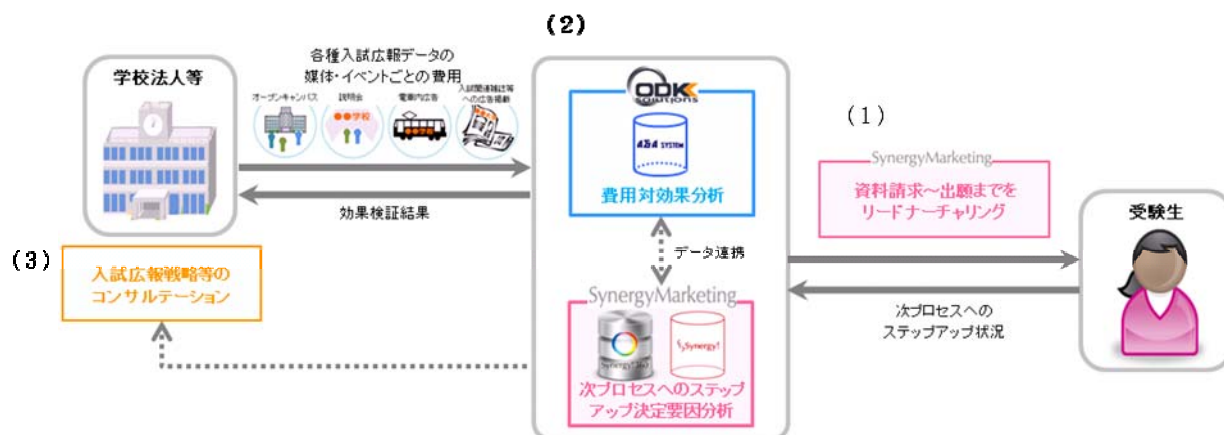 (2)
学校法人等
各種入試広報データの
媒体・イベントごとの費用
オープンキャンパス
説明会
電車内広告
入試関連雑誌等
への広告掲載
●●学校
●●学校
効果検証結果
(3)
入試広報戦略等の
コンサルテーション
ODK
solutions
A&A SYSTEM
費用対効果分析
データ連携
SynergyMarketing
Synergy!360
Synergy!
次プロセスへのステップ
アップ決定要因分析
(1)
SynergyMarketing
資料請求～出願までを
リードナーチャリング
次プロセスへの
ステップアップ状況
受験生